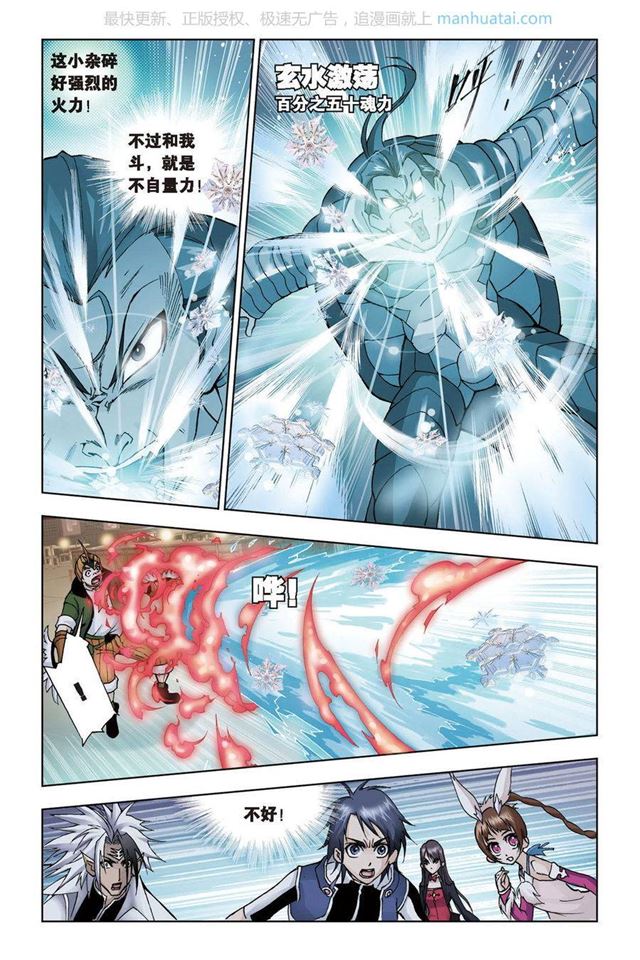 最快更新、正版授权、极速无广告，追漫画就上 manhuatai.com
这小杂碎
好强烈的
火力！
不过和我
斗，就是
不自量力！
玄水激荡
百分之五十魂力
哗！
！
不好！